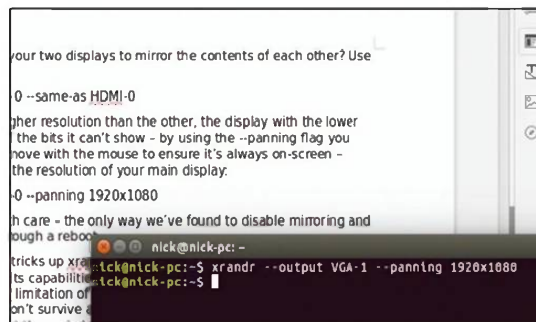 your two displays to mirror the contents of each other? Use
0 --same-as HDMI-0
gher resolution than the other, the display with the lower
the bits it can't show – by using the --panning flag you
move with the mouse to ensure it's always on-screen –
the resolution of your main display:
-0 --panning 1920x1080
h care – the only way we've found to disable mirroring and
ough a reboot
nick@nick-pc: ~
tricks up xra
nick@nick-pc:~$ xrandr --output VGA-1 --panning 1920x1080
ts capabilitie
nick@nick-pc:~$
limitation of
on't survive a